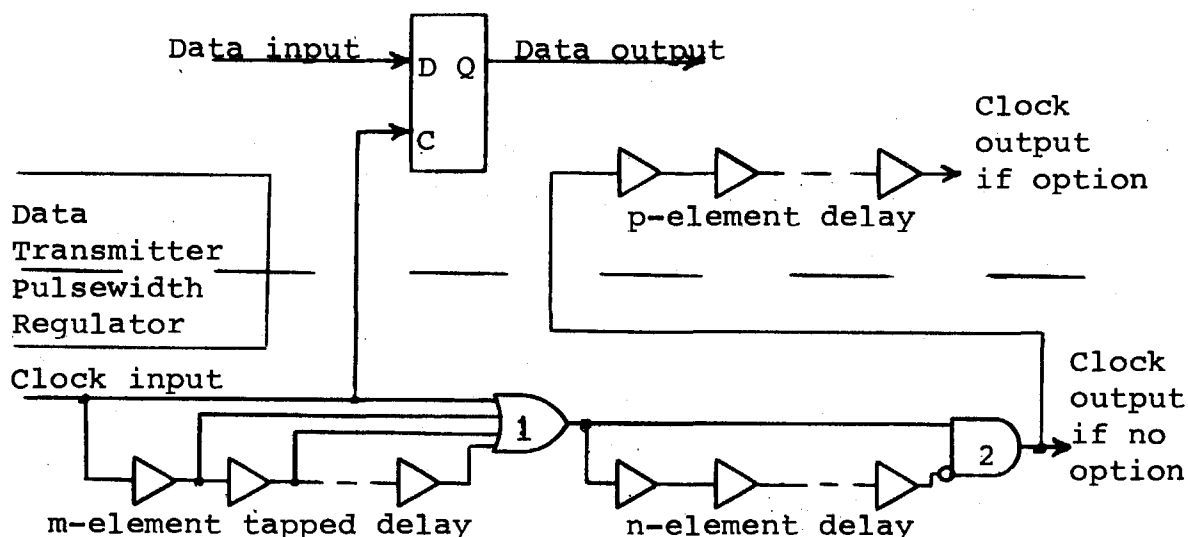 Data input
Data output
D Q
C
Clock
output
if option
p-element delay
Data
Transmitter
Pulsewidth
Regulator
Clock input
1
2
Clock
output
if no
option
m-element tapped delay
n-element delay